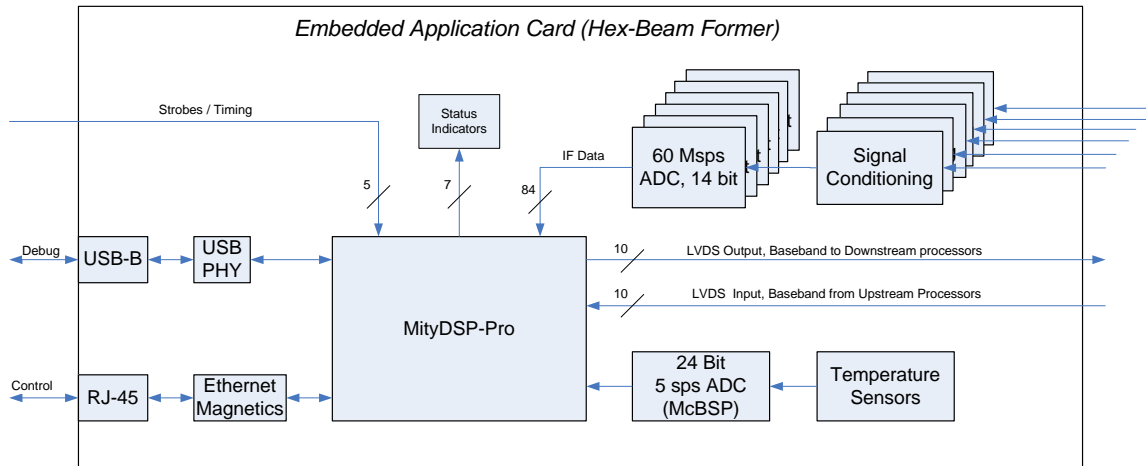 Embedded Application Card (Hex-Beam Former)
Strobes / Timing
Status
Indicators
IF Data
60 Msps
ADC, 14 bit
Signal
Conditioning
5
7
84
Debug
USB-B
USB
PHY
10
LVDS Output, Baseband to Downstream processors
10
LVDS Input, Baseband from Upstream Processors
MityDSP-Pro
Control
RJ-45
Ethernet
Magnetics
24 Bit
5 sps ADC
(McBSP)
Temperature
Sensors